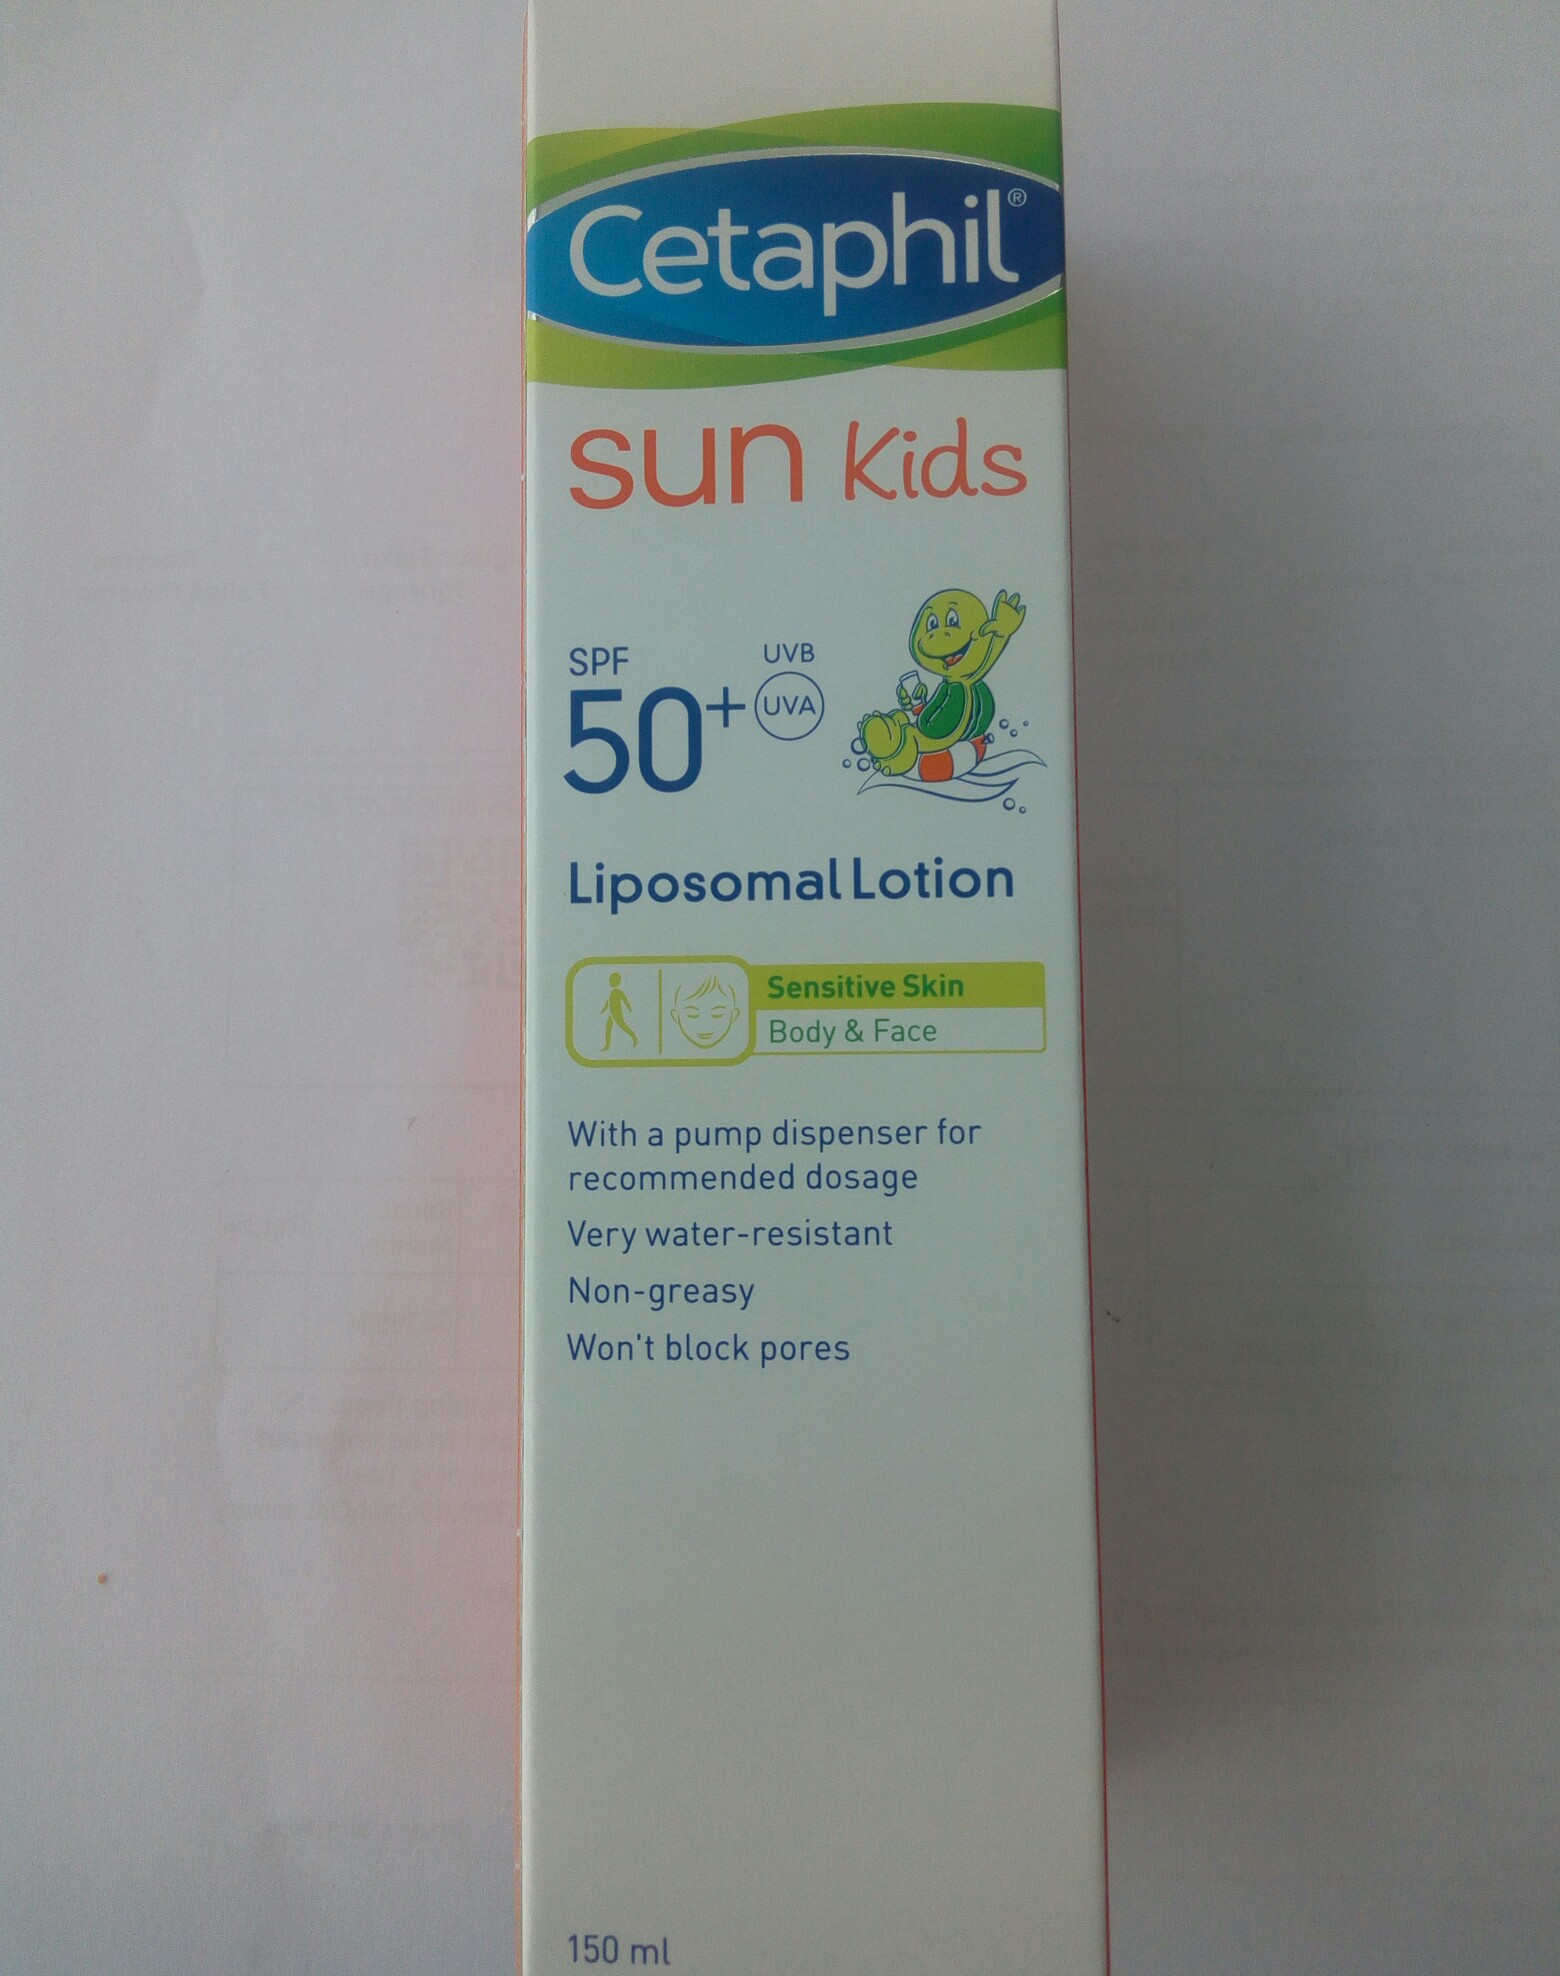 Cetaphil®
sun Kids
SPF
50+
UVB
UVA
Liposomal Lotion
Sensitive Skin
Body & Face
With a pump dispenser for
recommended dosage
Very water-resistant
Non-greasy
Won't block pores
150 ml